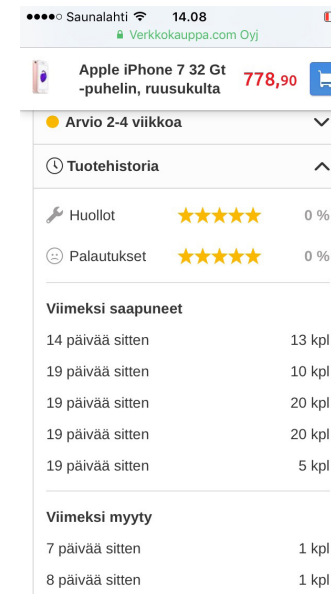 Saunalahti 14.08
Verkkokauppa.com Oyj
Apple iPhone 7 32 Gt
-puhelin, ruusukulta
778,90
Arvio 2-4 viikkoa
Tuotehistoria
Huollot 0 %
Palautukset 0 %
Viimeksi saapuneet
14 päivää sitten 13 kpl
19 päivää sitten 10 kpl
19 päivää sitten 20 kpl
19 päivää sitten 20 kpl
19 päivää sitten 5 kpl
Viimeksi myyty
7 päivää sitten 1 kpl
8 päivää sitten 1 kpl